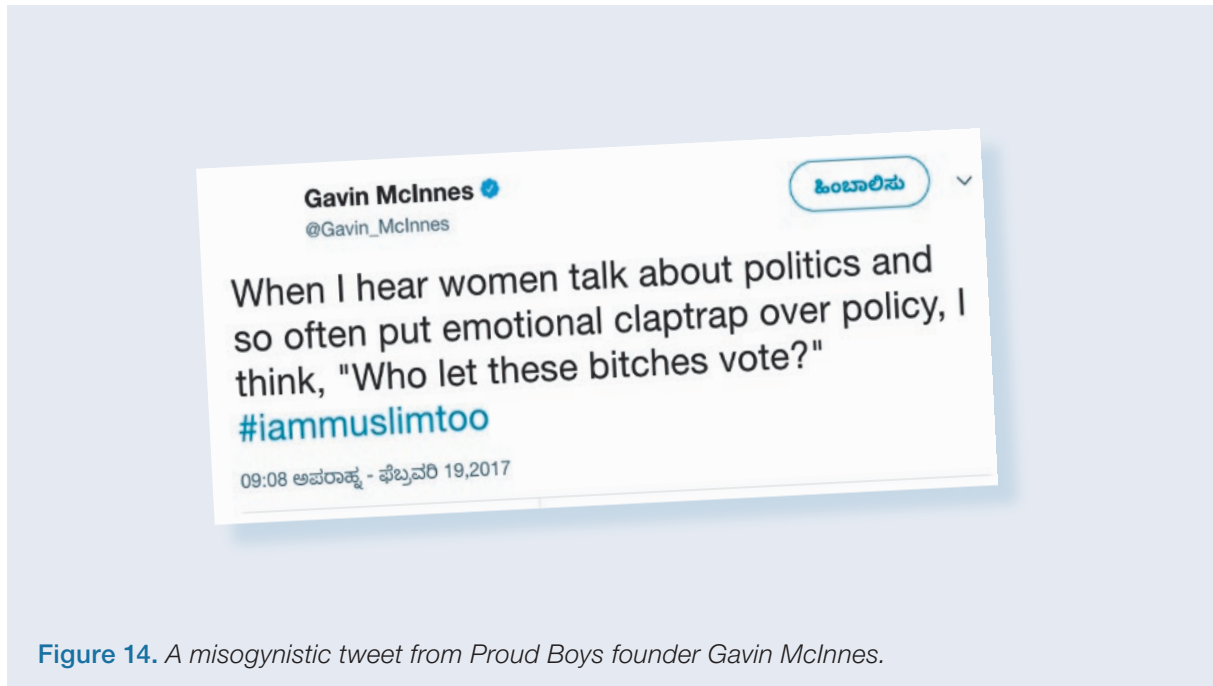 Gavin McInnes
@Gavin_McInnes
ಹಿಂಬಾಲಿಸು
When I hear women talk about politics and
so often put emotional claptrap over policy, I
think, "Who let these bitches vote?"
#iammuslimtoo
09:08 ಅಪರಾಹ್ನ - ಫೆಬ್ರವರಿ 19,2017
Figure 14. A misogynistic tweet from Proud Boys founder Gavin McInnes.